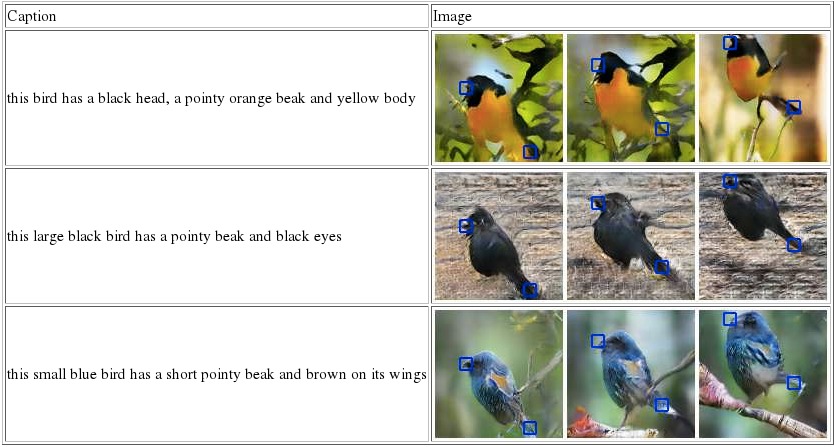 Caption
Image
this bird has a black head, a pointy orange beak and yellow body
this large black bird has a pointy beak and black eyes
this small blue bird has a short pointy beak and brown on its wings